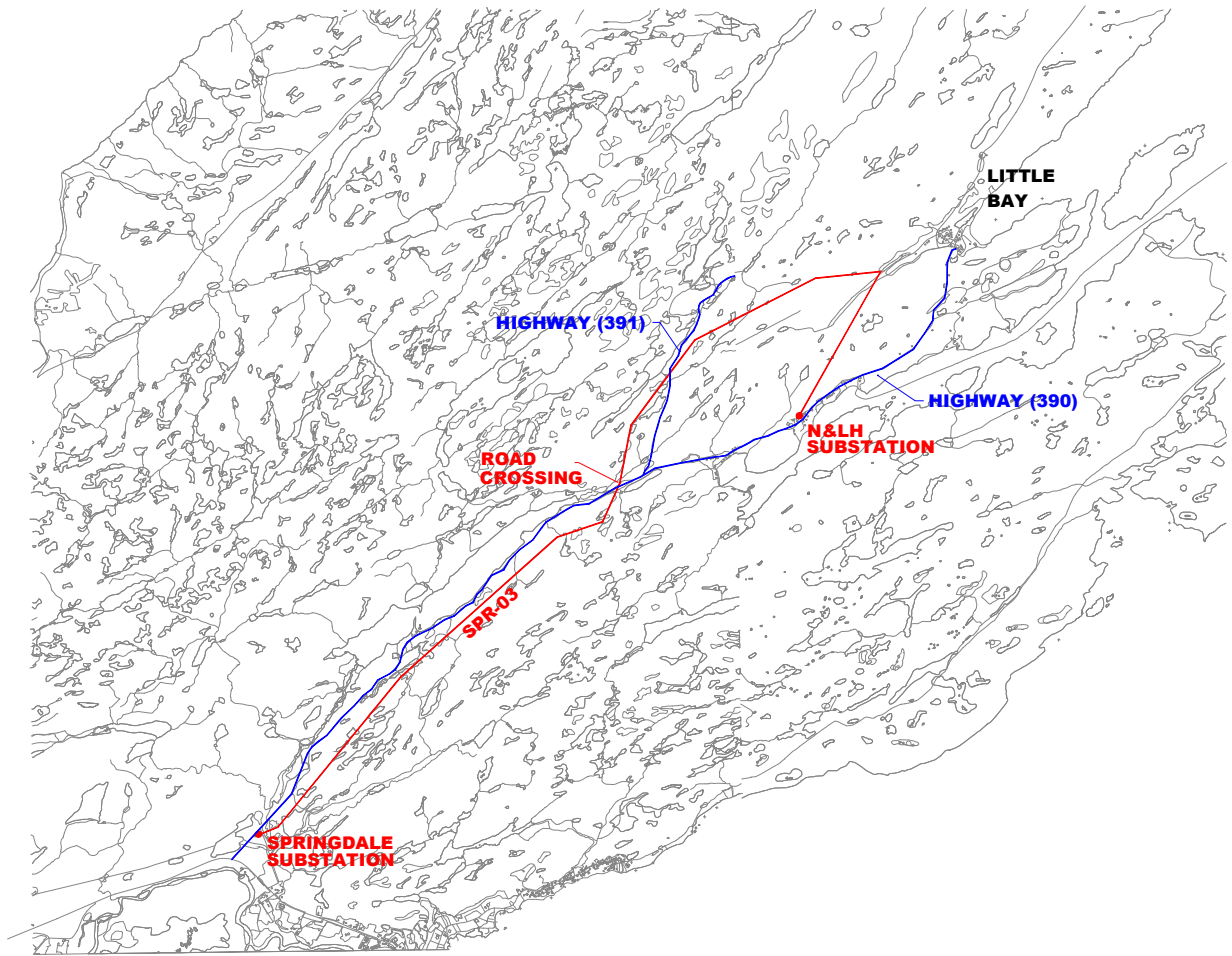 LITTLE
BAY
HIGHWAY (391)
HIGHWAY (390)
N&LH
SUBSTATION
ROAD
CROSSING
SPR-03
SPRINGDALE
SUBSTATION